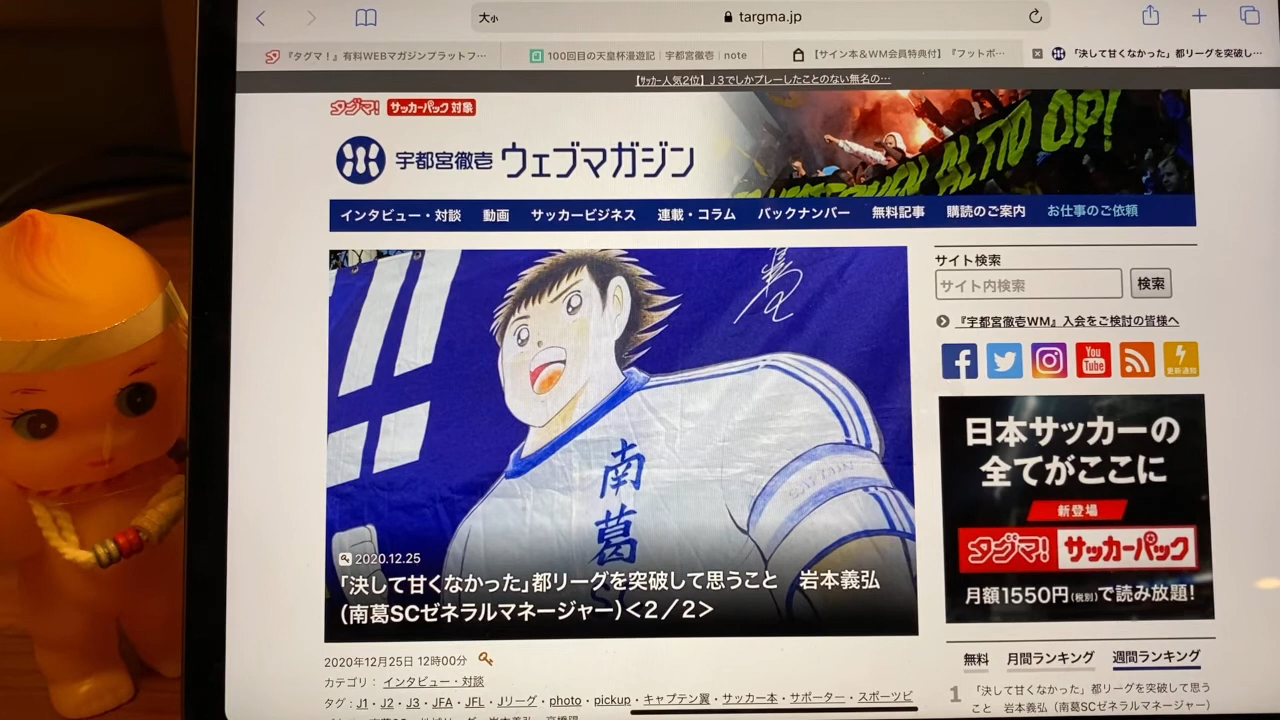 大小
targma.jp
『タグマ！』有料WEBマガジンプラットフ…
100回目の天皇杯漫遊記｜宇都宮徹壱｜note
【サイン本＆WM会員特典付】『フットボ…
「決して甘くなかった」都リーグを突破し…
【サッカー人気2位】J３でしかプレーしたことのない無名の…
タグマ!
サッカーパック 対象
宇都宮徹壱 ウェブマガジン
ALTIJD OP!
インタビュー・対談
動画
サッカービジネス
連載・コラム
バックナンバー
無料記事
購読のご案内
お仕事のご依頼
サイト検索
サイト内検索
検索
『宇都宮徹壱WM』入会をご検討の皆様へ
You
Tube
更新通知
南葛SC
CAPTAIN
日本サッカーの
全てがここに
新登場
タグマ!サッカーパック
月額1550円(税別)で読み放題!
2020.12.25
「決して甘くなかった」都リーグを突破して思うこと　岩本義弘
（南葛SCゼネラルマネージャー）＜２／２＞
2020年12月25日 12時00分
カテゴリ： インタビュー・対談
タグ： J1・J2・J3・JFA・JFL・Jリーグ・photo・pickup・キャプテン翼・サッカー本・サポーター・スポーツビ
無料
月間ランキング
週間ランキング
1
「決して甘くなかった」都リーグを突破して思う
こと　岩本義弘（南葛SCゼネラルマネージャー）